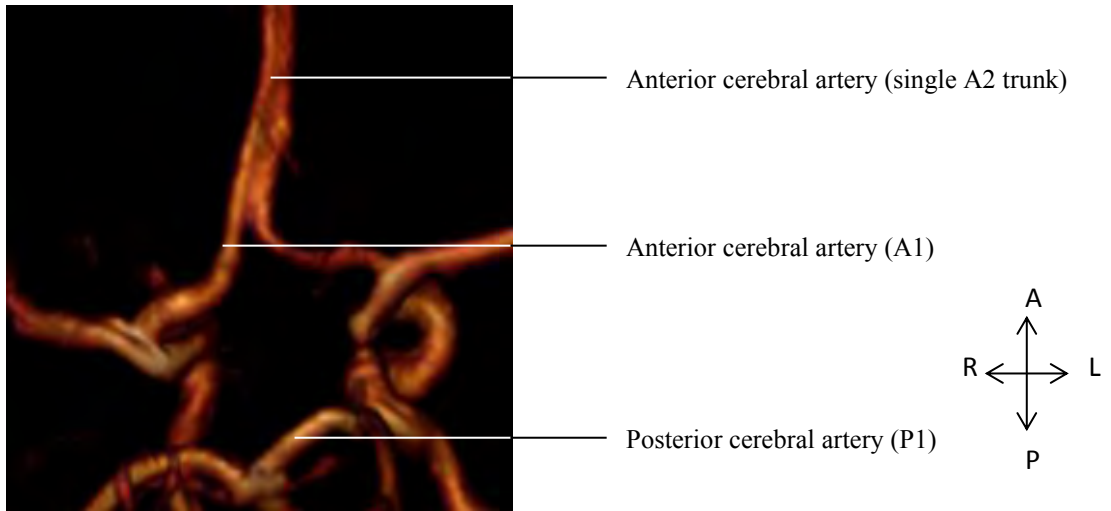 Anterior cerebral artery (single A2 trunk)
Anterior cerebral artery (A1)
A
R L
Posterior cerebral artery (P1)
P